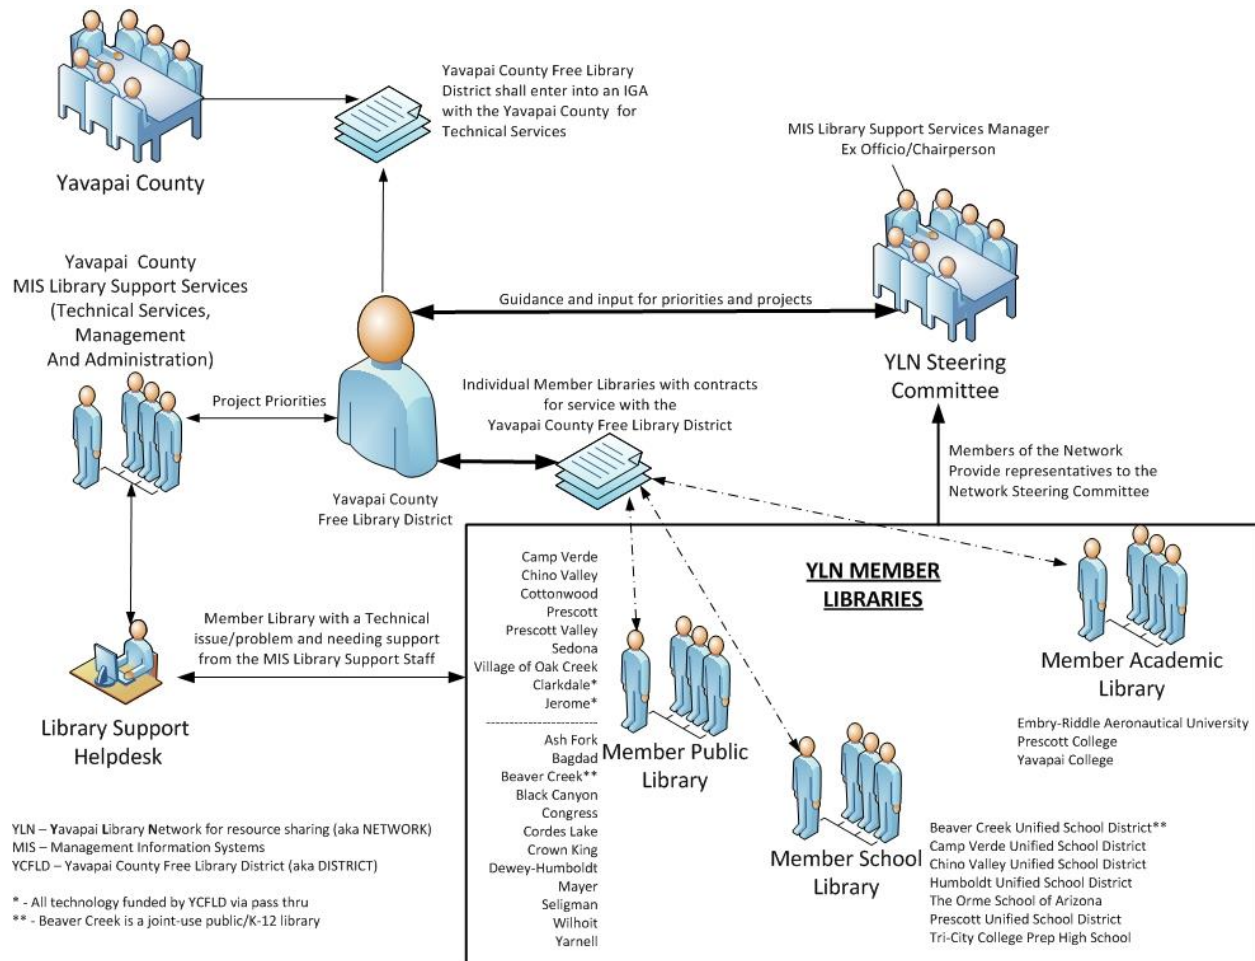 Yavapai County Free Library
District shall enter into an IGA
with the Yavapai County for
Technical Services
Yavapai County
MIS Library Support Services Manager
Ex Officio/Chairperson
Yavapai County
MIS Library Support Services
(Technical Services,
Management
And Administration)
Guidance and input for priorities and projects
YLN Steering
Committee
Project Priorities
Individual Member Libraries with contracts
for service with the
Yavapai County Free Library District
Members of the Network
Provide representatives to the
Network Steering Committee
Yavapai County
Free Library District
YLN MEMBER
LIBRARIES
Camp Verde
Chino Valley
Cottonwood
Prescott
Prescott Valley
Sedona
Village of Oak Creek
Clarkdale*
Jerome*
--------------------------
Ash Fork
Bagdad
Beaver Creek**
Black Canyon
Congress
Cordes Lake
Crown King
Dewey-Humboldt
Mayer
Seligman
Wilhoit
Yarnell
Member Public
Library
Member Academic
Library
Embry-Riddle Aeronautical University
Prescott College
Yavapai College
Member School
Library
Beaver Creek Unified School District**
Camp Verde Unified School District
Chino Valley Unified School District
Humboldt Unified School District
The Orme School of Arizona
Prescott Unified School District
Tri-City College Prep High School
Member Library with a Technical
issue/problem and needing support
from the MIS Library Support Staff
Library Support
Helpdesk
YLN – Yavapai Library Network for resource sharing (aka NETWORK)
MIS – Management Information Systems
YCFLD – Yavapai County Free Library District (aka DISTRICT)
* - All technology funded by YCFLD via pass thru
** - Beaver Creek is a joint-use public/K-12 library